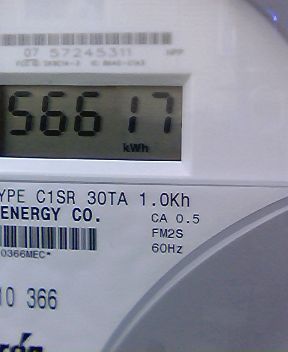 07 57245311
56617
kWh
YPE C1SR 30TA 1.0Kh
ENERGY CO.
CA 0.5
FM2S
60Hz
0366MEC*
10 366